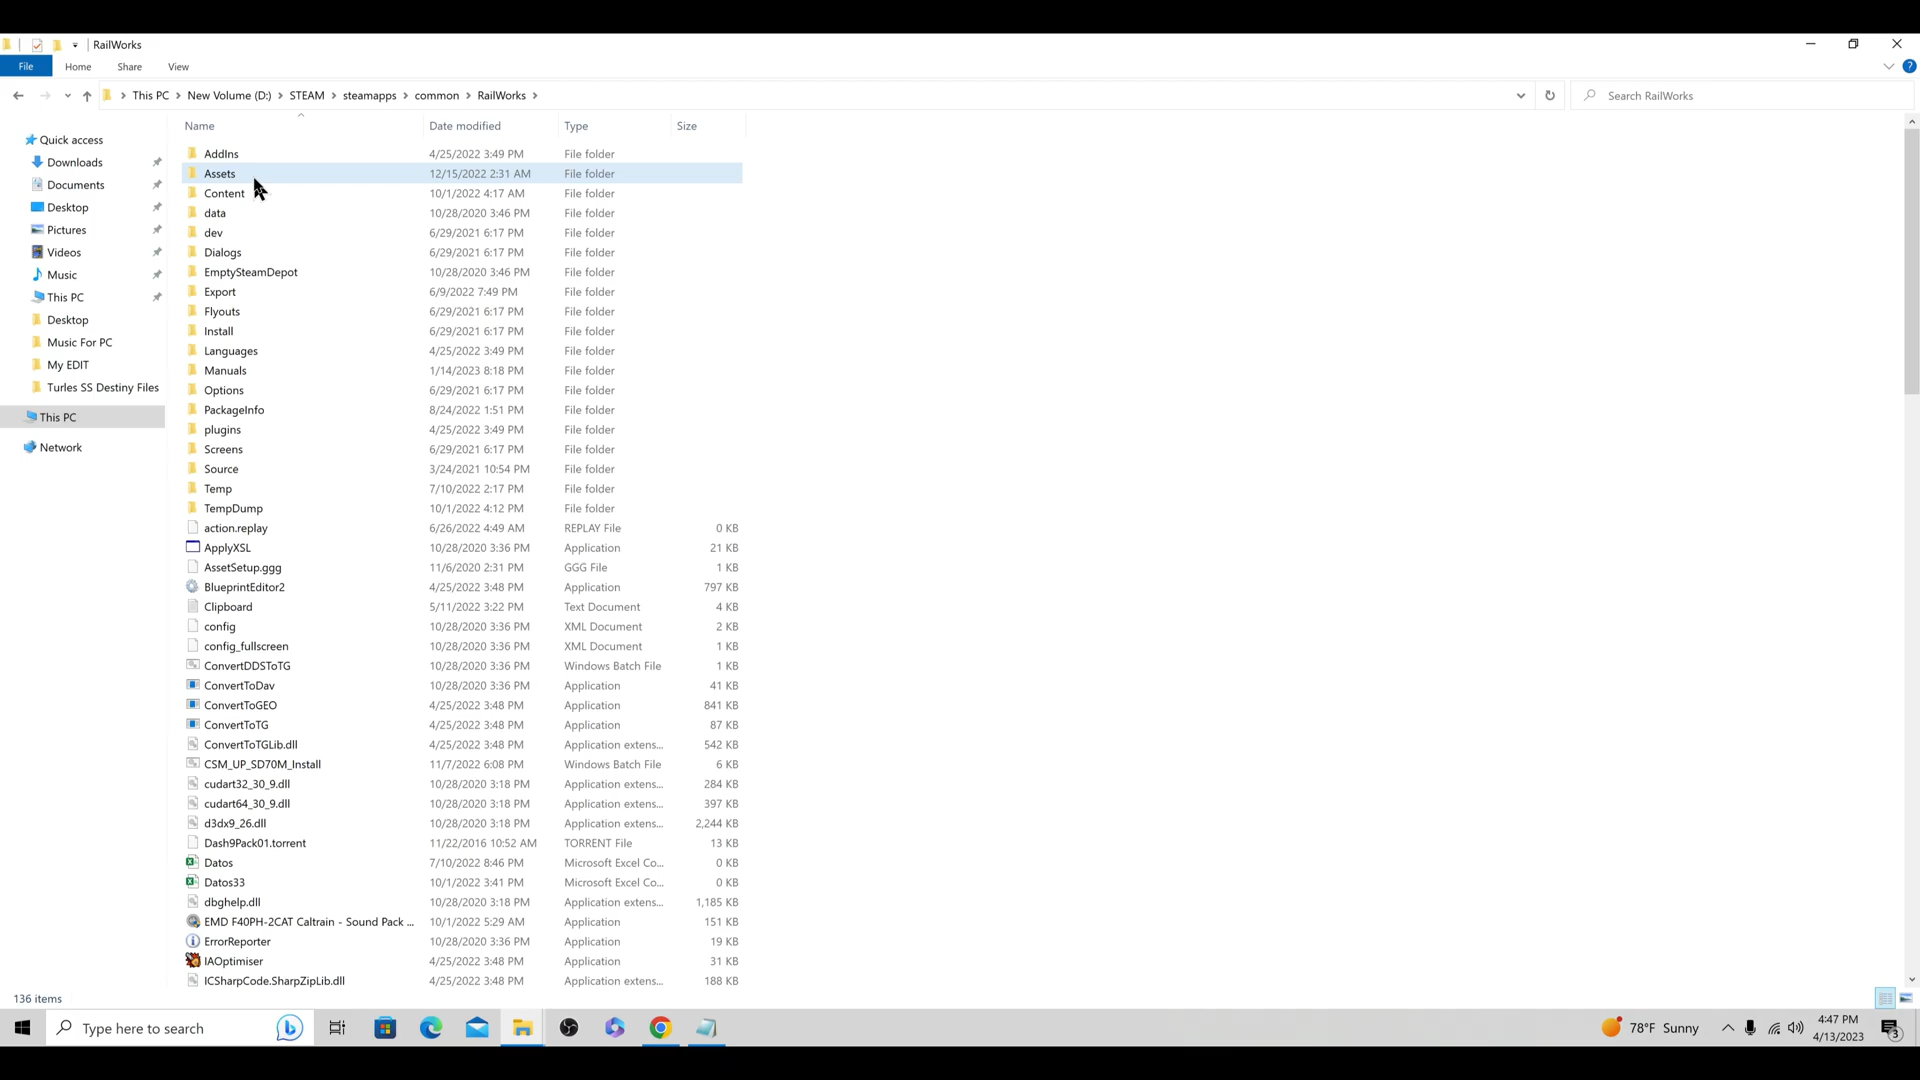 RailWorks
File Home Share View
This PC New Volume (D:) STEAM steamapps common RailWorks Search RailWorks
Name Date modified Type Size
Quick access
Downloads
Documents
Desktop
Pictures
Videos
Music
This PC
Desktop
Music For PC
My EDIT
Turles SS Destiny Files
This PC
Network
AddIns 4/25/2022 3:49 PM File folder
Assets 12/15/2022 2:31 AM File folder
Content 10/1/2022 4:17 AM File folder
data 10/28/2020 3:46 PM File folder
dev 6/29/2021 6:17 PM File folder
Dialogs 6/29/2021 6:17 PM File folder
EmptySteamDepot 10/28/2020 3:46 PM File folder
Export 6/9/2022 7:49 PM File folder
Flyouts 6/29/2021 6:17 PM File folder
Install 6/29/2021 6:17 PM File folder
Languages 4/25/2022 3:49 PM File folder
Manuals 1/14/2023 8:18 PM File folder
Options 6/29/2021 6:17 PM File folder
PackageInfo 8/24/2022 1:51 PM File folder
plugins 4/25/2022 3:49 PM File folder
Screens 6/29/2021 6:17 PM File folder
Source 3/24/2021 10:54 PM File folder
Temp 7/10/2022 2:17 PM File folder
TempDump 10/1/2022 4:12 PM File folder
action.replay 6/26/2022 4:49 AM REPLAY File 0 KB
ApplyXSL 10/28/2020 3:36 PM Application 21 KB
AssetSetup.ggg 11/6/2020 2:31 PM GGG File 1 KB
BlueprintEditor2 4/25/2022 3:48 PM Application 797 KB
Clipboard 5/11/2022 3:22 PM Text Document 4 KB
config 10/28/2020 3:36 PM XML Document 2 KB
config_fullscreen 10/28/2020 3:36 PM XML Document 1 KB
ConvertDDSToTG 10/28/2020 3:36 PM Windows Batch File 1 KB
ConvertToDav 10/28/2020 3:36 PM Application 41 KB
ConvertToGEO 4/25/2022 3:48 PM Application 841 KB
ConvertToTG 4/25/2022 3:48 PM Application 87 KB
ConvertToTGLib.dll 4/25/2022 3:48 PM Application extens... 542 KB
CSM_UP_SD70M_Install 11/7/2022 6:08 PM Windows Batch File 6 KB
cudart32_30_9.dll 10/28/2020 3:18 PM Application extens... 284 KB
cudart64_30_9.dll 10/28/2020 3:18 PM Application extens... 397 KB
d3dx9_26.dll 10/28/2020 3:18 PM Application extens... 2,244 KB
Dash9Pack01.torrent 11/22/2016 10:52 AM TORRENT File 13 KB
Datos 7/10/2022 8:46 PM Microsoft Excel Co... 0 KB
Datos33 10/1/2022 3:41 PM Microsoft Excel Co... 0 KB
dbghelp.dll 10/28/2020 3:18 PM Application extens... 1,185 KB
EMD F40PH-2CAT Caltrain - Sound Pack ... 10/1/2022 5:29 AM Application 151 KB
ErrorReporter 10/28/2020 3:36 PM Application 19 KB
IAOptimiser 4/25/2022 3:48 PM Application 31 KB
ICSharpCode.SharpZipLib.dll 4/25/2022 3:48 PM Application extens... 188 KB
136 items
Type here to search 78°F Sunny 4:47 PM
4/13/2023 3